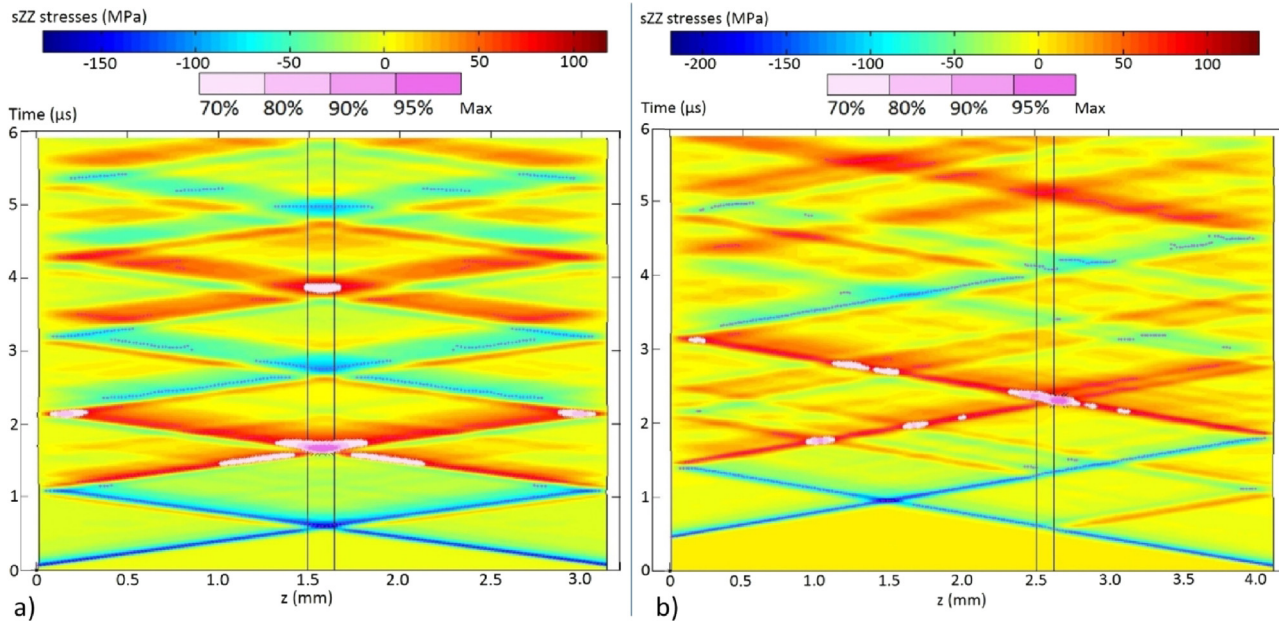 sZZ stresses (MPa)
-150 -100 -50 0 50 100
70% 80% 90% 95% Max
Time (µs)
6
5
4
3
2
1
0
0 0.5 1.0 1.5 2.0 2.5 3.0
z (mm)
a)
sZZ stresses (MPa)
-200 -150 -100 -50 0 50 100
70% 80% 90% 95% Max
Time (µs)
6
5
4
3
2
1
0
0 0.5 1.0 1.5 2.0 2.5 3.0 3.5 4.0
z (mm)
b)